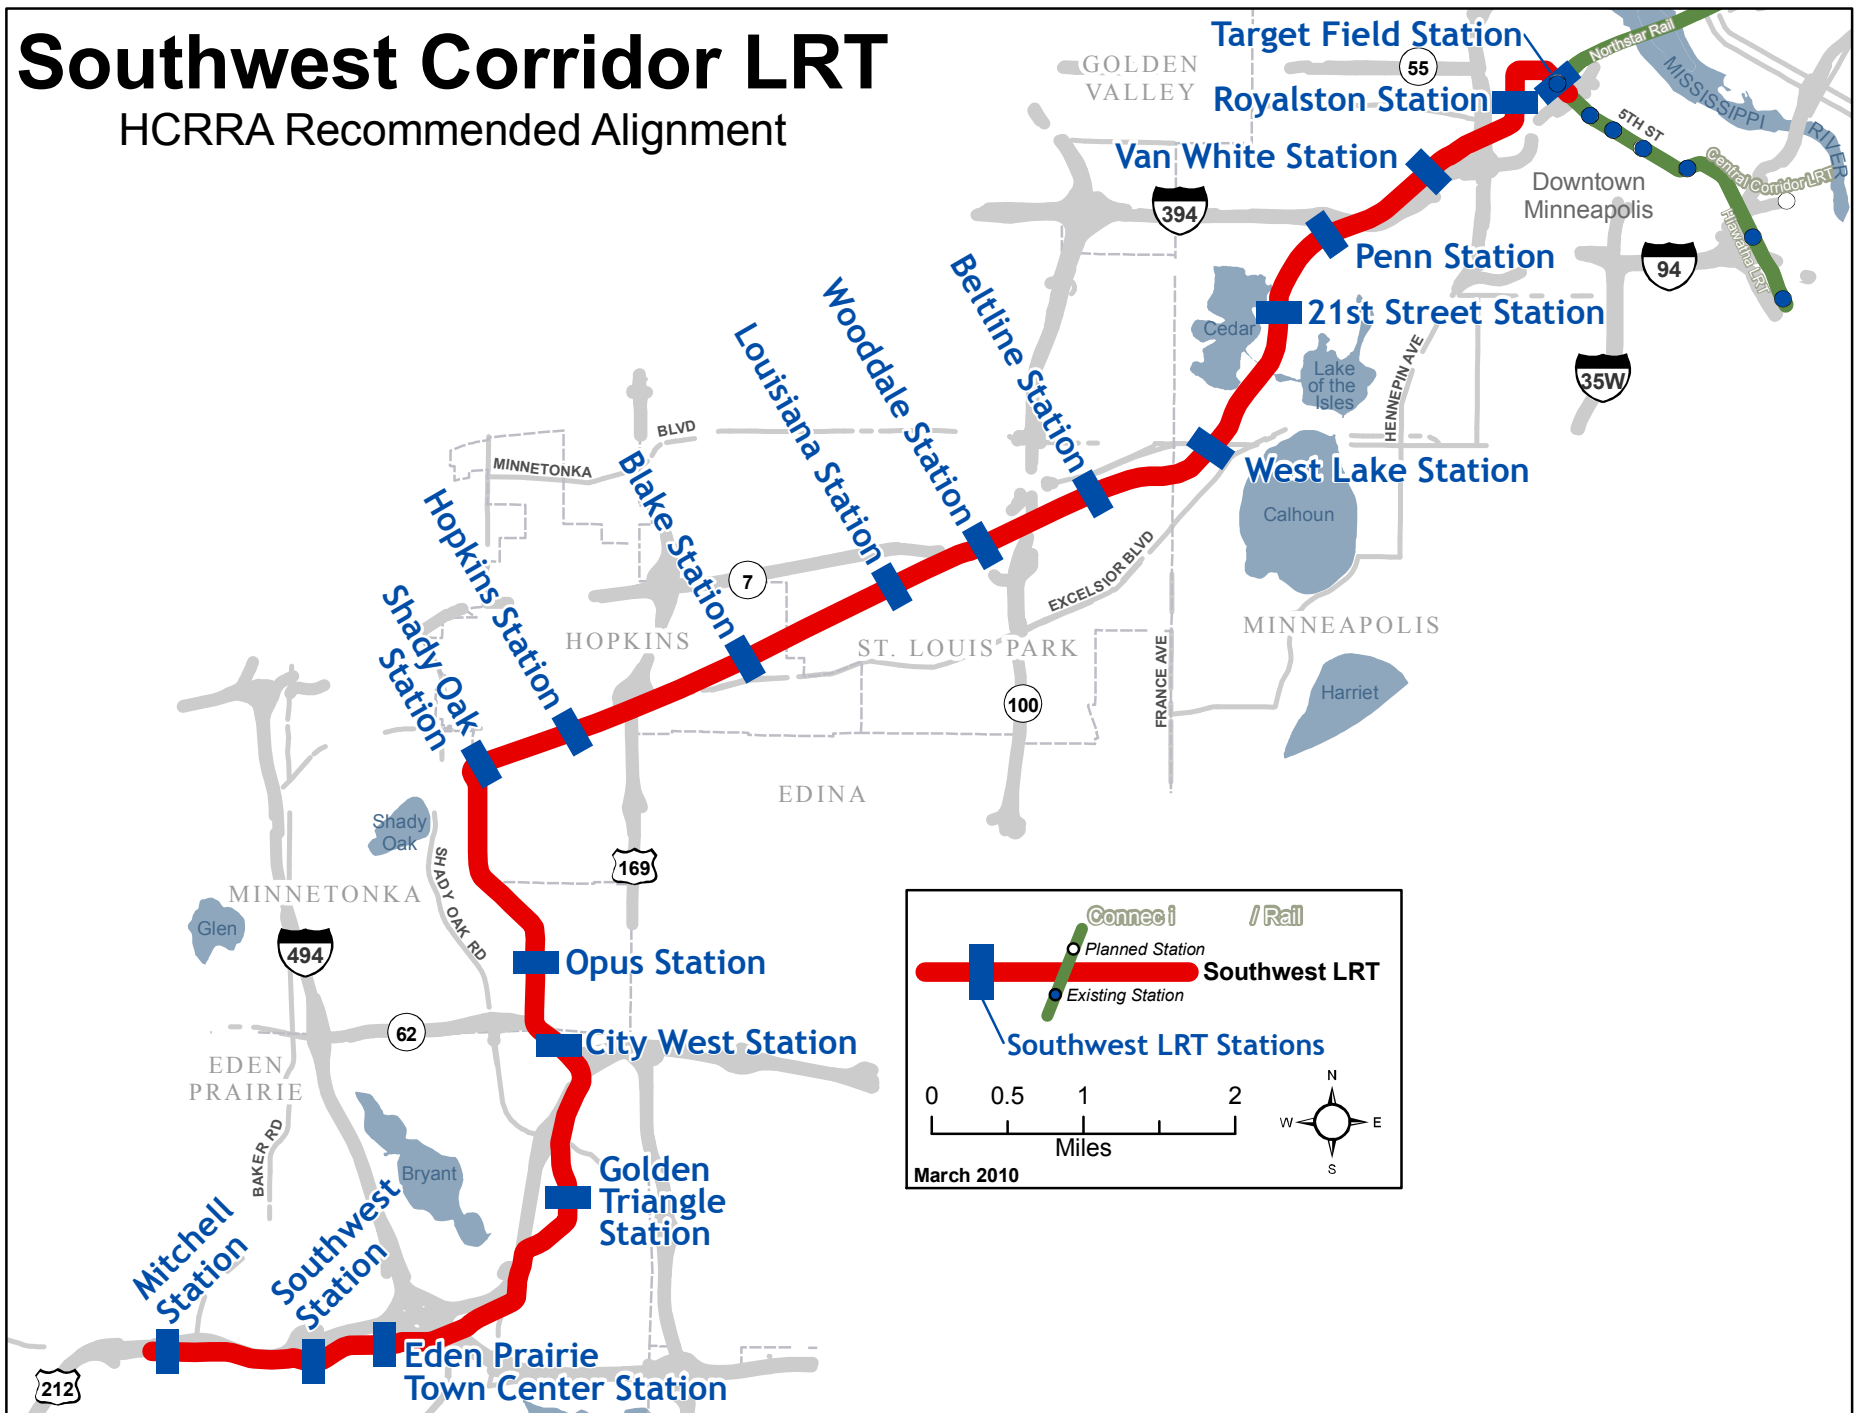 Southwest Corridor LRT
HCRRA Recommended Alignment
Target Field Station
Northstar Rail
GOLDEN
VALLEY
55
Royalston Station
MISSISSIPPI
RIVER
5TH ST
Van White Station
Central Corridor LRT
Downtown
Minneapolis
394
Hiawatha LRT
Penn Station
94
21st Street Station
Cedar
Lake
of the
Isles
HENNEPIN AVE
35W
Beltline Station
Wooddale Station
Louisiana Station
BLVD
MINNETONKA
West Lake Station
Blake Station
Hopkins Station
Calhoun
EXCELSIOR BLVD
7
Shady Oak
Station
HOPKINS
ST. LOUIS PARK
MINNEAPOLIS
FRANCE AVE
Harriet
100
EDINA
Shady
Oak
SHADY OAK RD
169
MINNETONKA
Glen
494
Opus Station
62
City West Station
EDEN
PRAIRIE
BAKER RD
Bryant
Golden
Triangle
Station
Mitchell
Station
Southwest
Station
Eden Prairie
Town Center Station
212
Connec i / Rail
Planned Station
Southwest LRT
Existing Station
Southwest LRT Stations
0 0.5 1 2
Miles
N
W E
S
March 2010